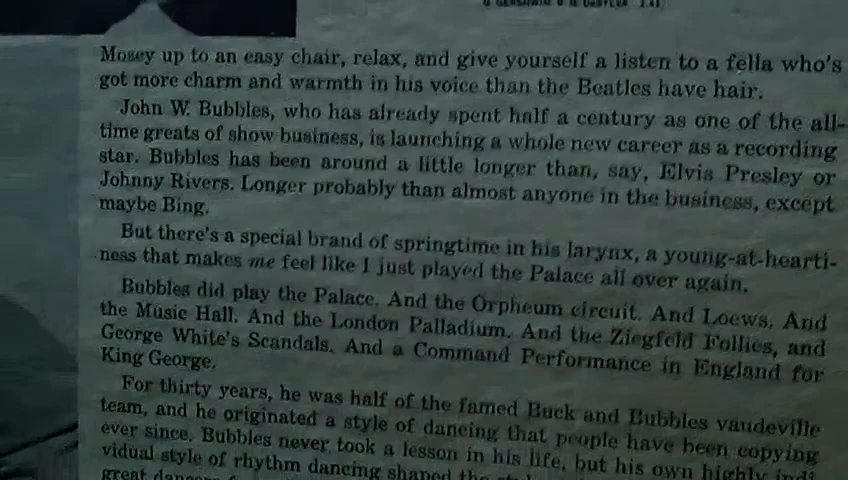 Mosey up to an easy chair, relax, and give yourself a listen to a fella who's
got more charm and warmth in his voice than the Beatles have hair.
John W. Bubbles, who has already spent half a century as one of the all-
time greats of show business, is launching a whole new career as a recording
star. Bubbles has been around a little longer than, say, Elvis Presley or
Johnny Rivers. Longer probably than almost anyone in the business, except
maybe Bing.
But there's a special brand of springtime in his larynx, a young-at-hearti-
ness that makes me feel like I just played the Palace all over again.
Bubbles did play the Palace. And the Orpheum circuit. And Loews. And
the Music Hall. And the London Palladium. And the Ziegfeld Follies, and
George White's Scandals. And a Command Performance in England for
King George.
For thirty years, he was half of the famed Buck and Bubbles vaudeville
team, and he originated a style of dancing that people have been copying
ever since. Bubbles never took a lesson in his life, but his own highly indi-
vidual style of rhythm dancing shaped the
great